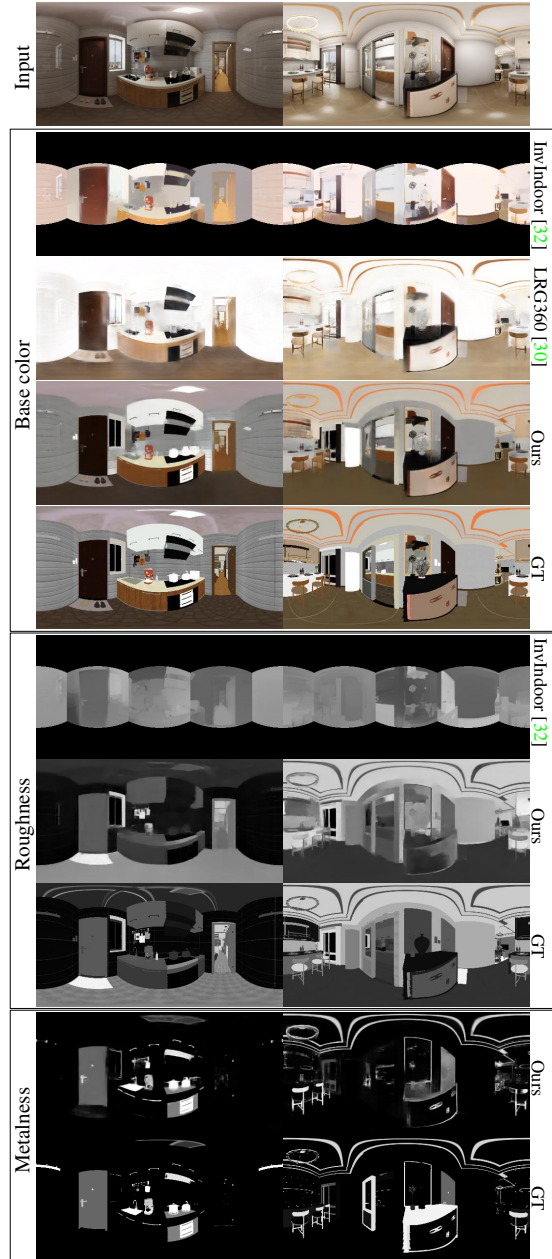 Input
Base color
InvIndoor [32]
LRG360 [30]
Ours
GT
Roughness
InvIndoor [32]
Ours
GT
Metalness
Ours
GT